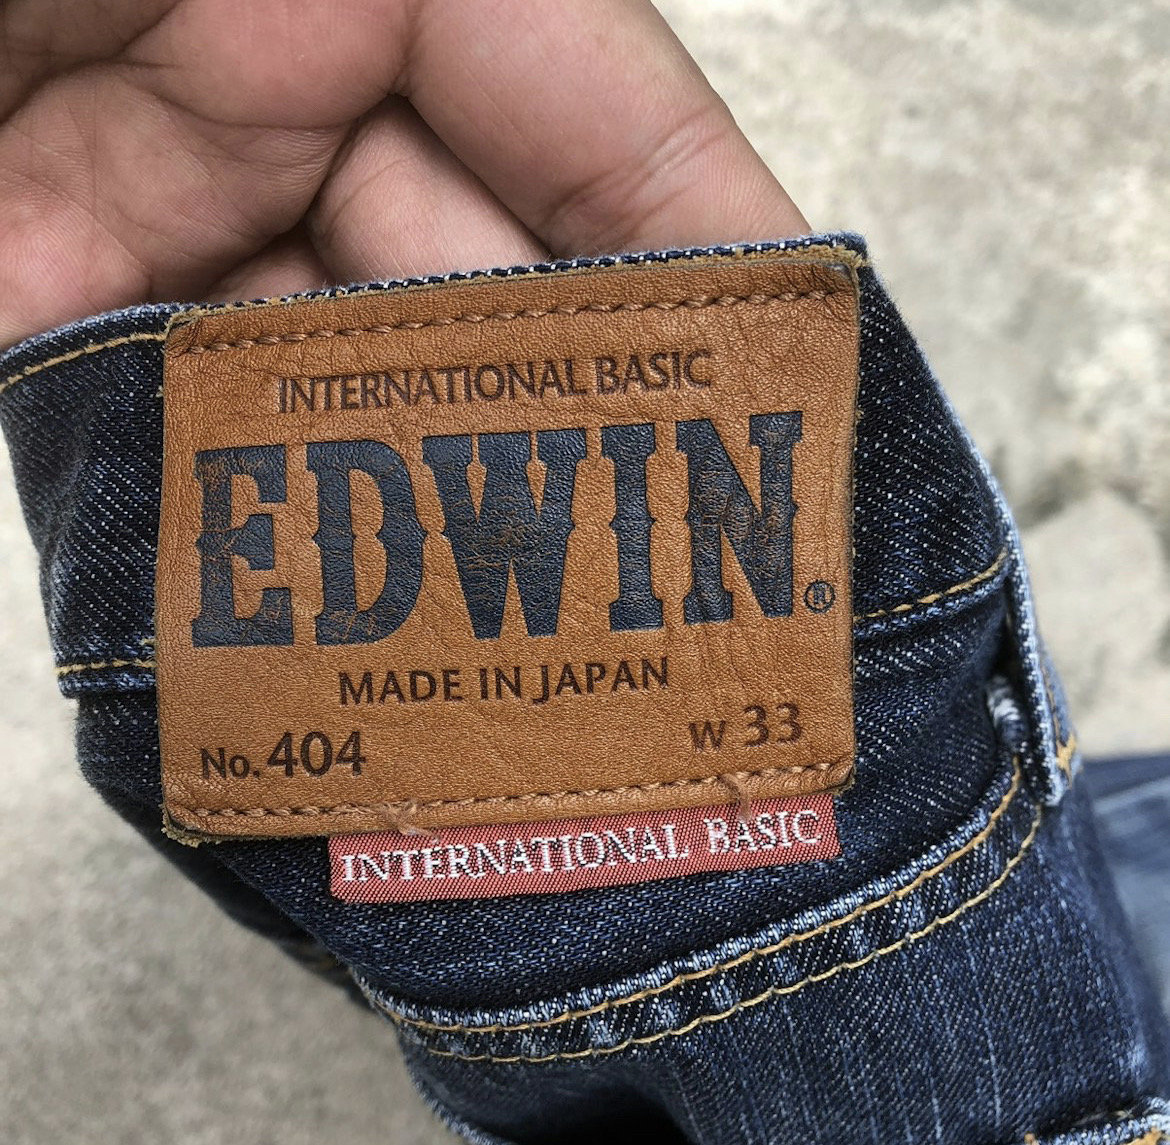 INTERNATIONAL BASIC
EDWIN®
MADE IN JAPAN
No. 404 W 33
INTERNATIONAL BASIC